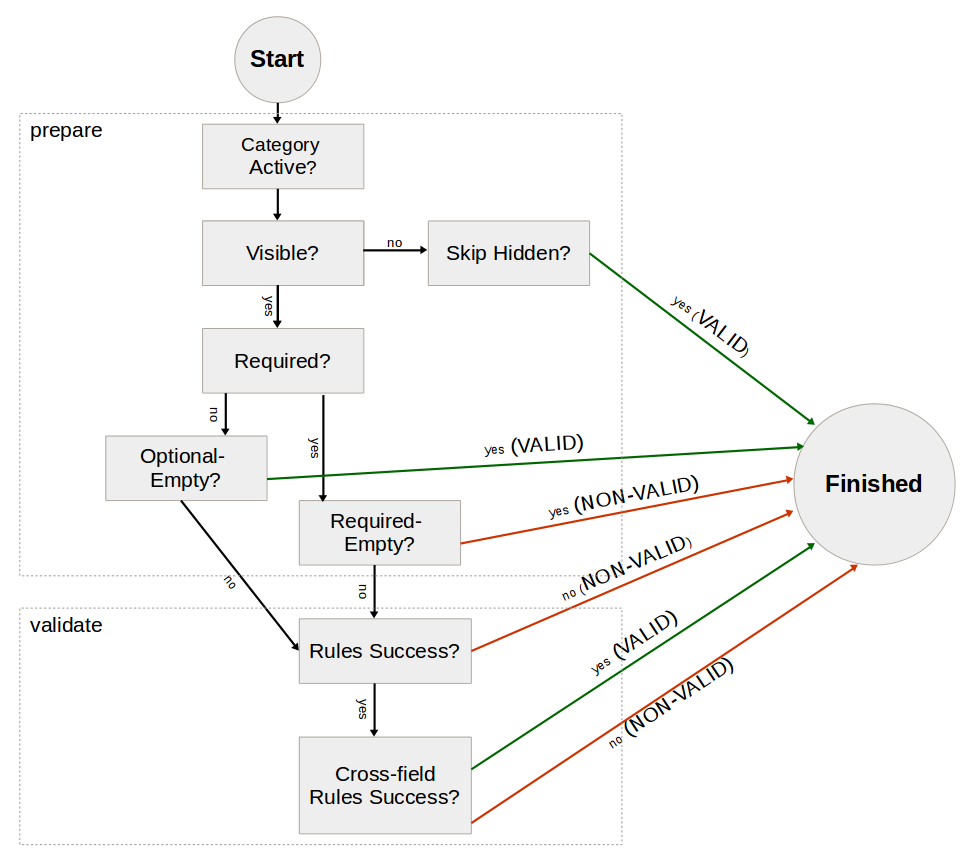 Start
prepare
Category
Active?
Visible?
no
Skip Hidden?
yes
yes (VALID)
Required?
no
yes
Optional-
Empty?
yes (VALID)
Required-
Empty?
yes (NON-VALID)
Finished
no
no
no (NON-VALID)
validate
Rules Success?
yes (VALID)
yes
no (NON-VALID)
Cross-field
Rules Success?